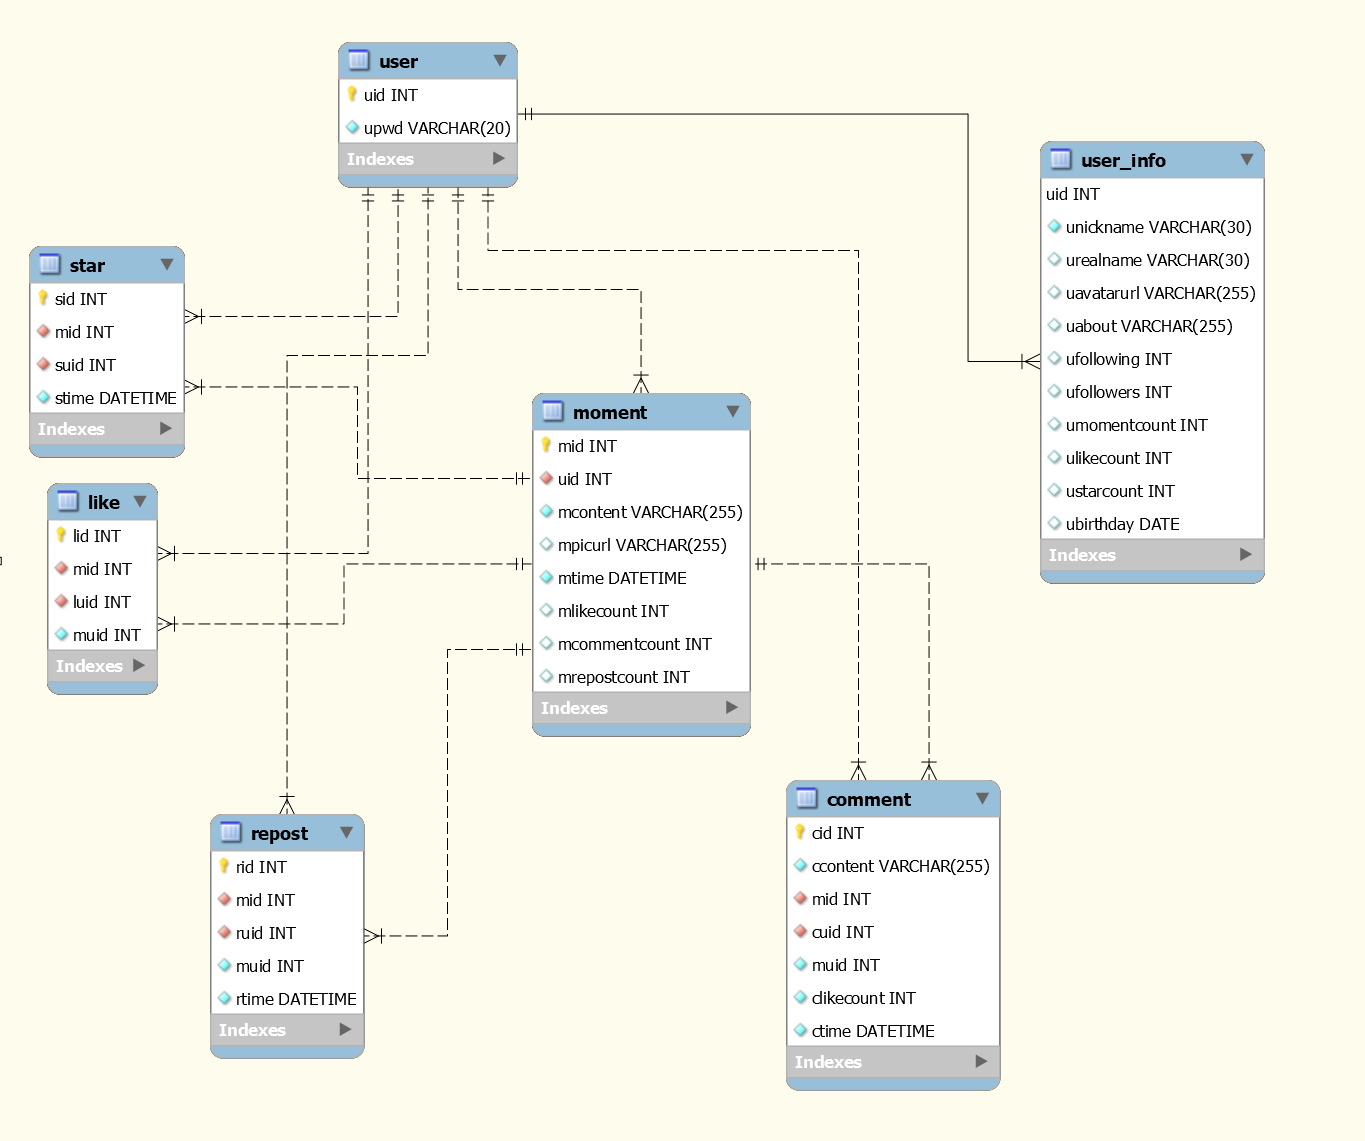 user
uid INT
upwd VARCHAR(20)
Indexes
user_info
uid INT
unickname VARCHAR(30)
urealname VARCHAR(30)
uavatarurl VARCHAR(255)
uabout VARCHAR(255)
ufollowing INT
ufollowers INT
umomentcount INT
ulikecount INT
ustarcount INT
ubirthday DATE
Indexes
star
sid INT
mid INT
suid INT
stime DATETIME
Indexes
moment
mid INT
uid INT
mcontent VARCHAR(255)
mpicurl VARCHAR(255)
mtime DATETIME
mlikecount INT
mcommentcount INT
mrepostcount INT
Indexes
like
lid INT
mid INT
luid INT
muid INT
Indexes
repost
rid INT
mid INT
ruid INT
muid INT
rtime DATETIME
Indexes
comment
cid INT
ccontent VARCHAR(255)
mid INT
cuid INT
muid INT
clikecount INT
ctime DATETIME
Indexes